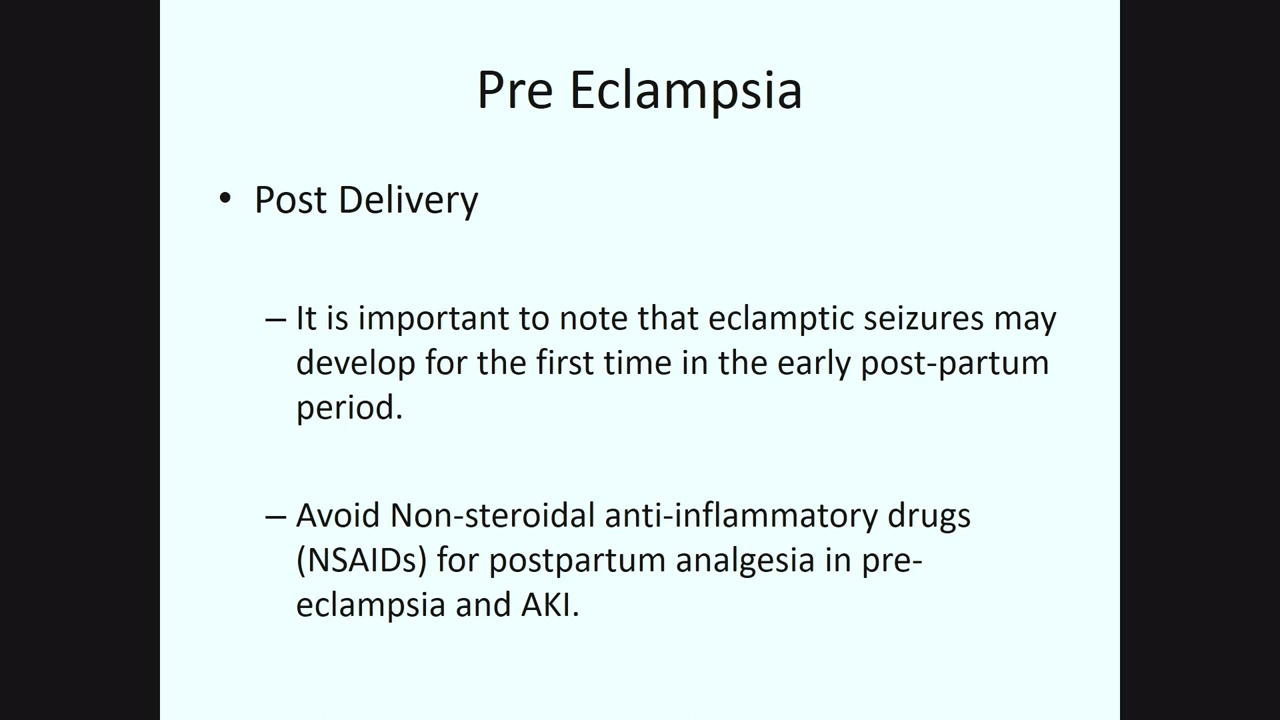 Pre Eclampsia
• Post Delivery
– It is important to note that eclamptic seizures may
develop for the first time in the early post-partum
period.
– Avoid Non-steroidal anti-inflammatory drugs
(NSAIDs) for postpartum analgesia in pre-
eclampsia and AKI.